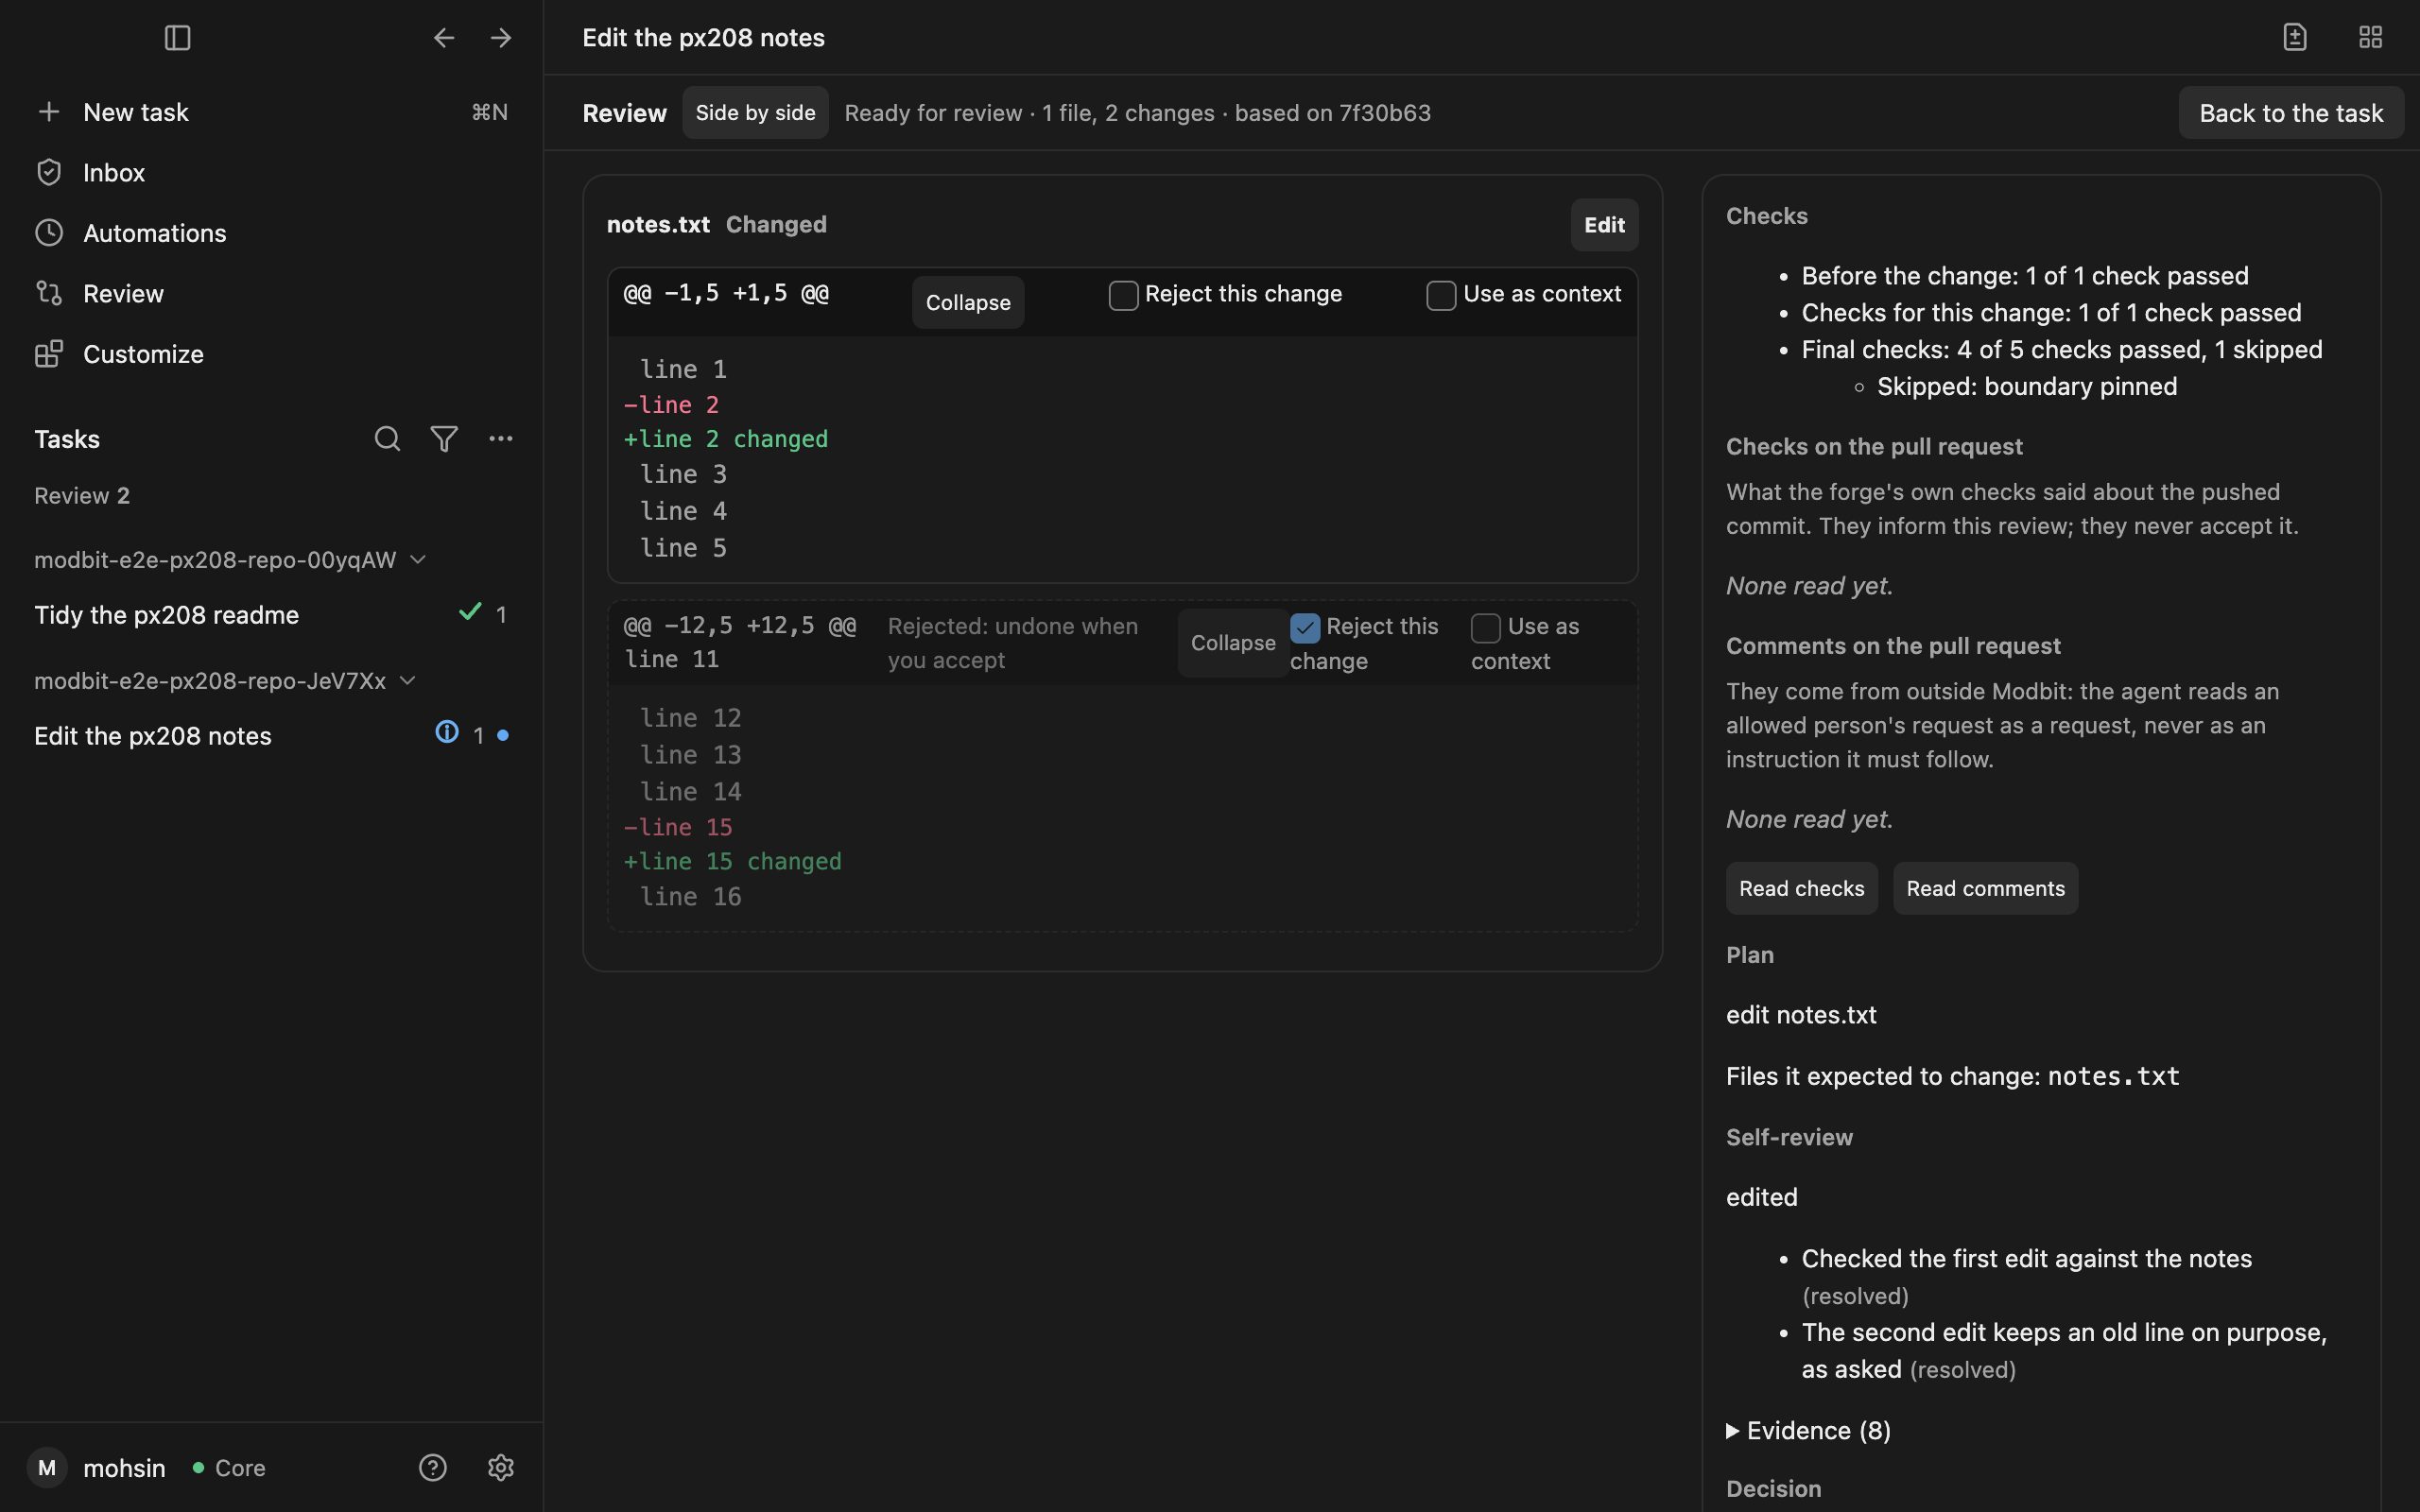 Edit the px208 notes
New task ⌘N
Inbox
Automations
Review
Customize
Tasks
Review 2
modbit-e2e-px208-repo-00yqAW
Tidy the px208 readme 1
modbit-e2e-px208-repo-JeV7Xx
Edit the px208 notes 1
M mohsin Core
Review Side by side Ready for review · 1 file, 2 changes · based on 7f30b63 Back to the task
notes.txt Changed Edit
@@ −1,5 +1,5 @@ Collapse Reject this change Use as context
line 1
−line 2
+line 2 changed
line 3
line 4
line 5
@@ −12,5 +12,5 @@ Rejected: undone when Collapse Reject this Use as
line 11 you accept change context
line 12
line 13
line 14
−line 15
+line 15 changed
line 16
Checks
• Before the change: 1 of 1 check passed
• Checks for this change: 1 of 1 check passed
• Final checks: 4 of 5 checks passed, 1 skipped
◦ Skipped: boundary pinned
Checks on the pull request
What the forge's own checks said about the pushed
commit. They inform this review; they never accept it.
None read yet.
Comments on the pull request
They come from outside Modbit: the agent reads an
allowed person's request as a request, never as an
instruction it must follow.
None read yet.
Read checks Read comments
Plan
edit notes.txt
Files it expected to change: notes.txt
Self-review
edited
• Checked the first edit against the notes
(resolved)
• The second edit keeps an old line on purpose,
as asked (resolved)
Evidence (8)
Decision